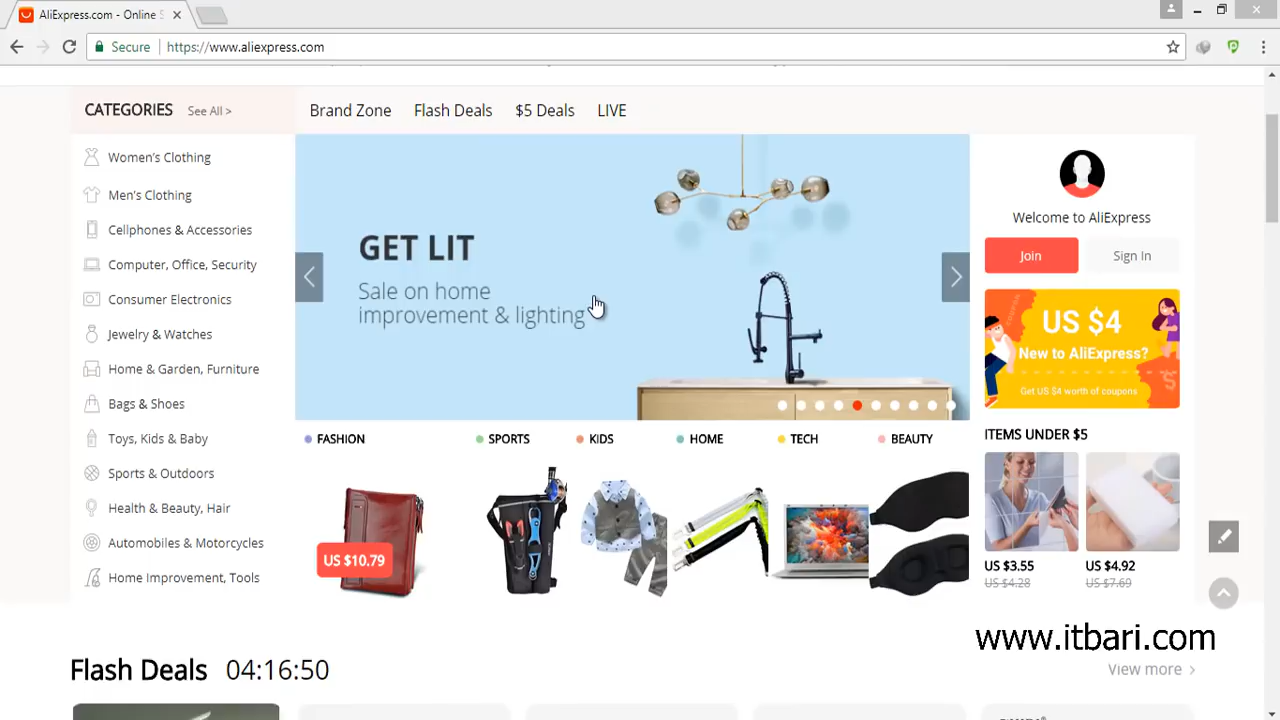 AliExpress.com - Online S
Secure https://www.aliexpress.com
CATEGORIES See All >
Brand Zone Flash Deals $5 Deals LIVE
Women's Clothing
Men's Clothing
Cellphones & Accessories
Computer, Office, Security
Consumer Electronics
Jewelry & Watches
Home & Garden, Furniture
Bags & Shoes
Toys, Kids & Baby
Sports & Outdoors
Health & Beauty, Hair
Automobiles & Motorcycles
Home Improvement, Tools
GET LIT
Sale on home
improvement & lighting
Welcome to AliExpress
Join Sign In
US $4
New to AliExpress?
Get US $4 worth of coupons
FASHION SPORTS KIDS HOME TECH BEAUTY
US $10.79
ITEMS UNDER $5
US $3.55 US $4.92
US $4.28 US $7.69
www.itbari.com
Flash Deals 04:16:50
View more >